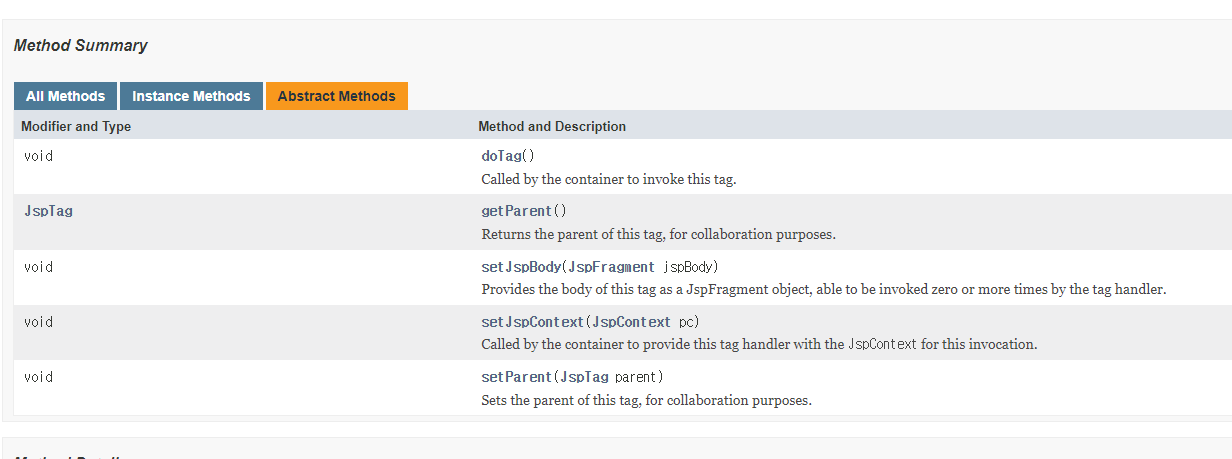 Method Summary
All Methods Instance Methods Abstract Methods
Modifier and Type Method and Description
void doTag()
Called by the container to invoke this tag.
JspTag getParent()
Returns the parent of this tag, for collaboration purposes.
void setJspBody(JspFragment jspBody)
Provides the body of this tag as a JspFragment object, able to be invoked zero or more times by the tag handler.
void setJspContext(JspContext pc)
Called by the container to provide this tag handler with the JspContext for this invocation.
void setParent(JspTag parent)
Sets the parent of this tag, for collaboration purposes.